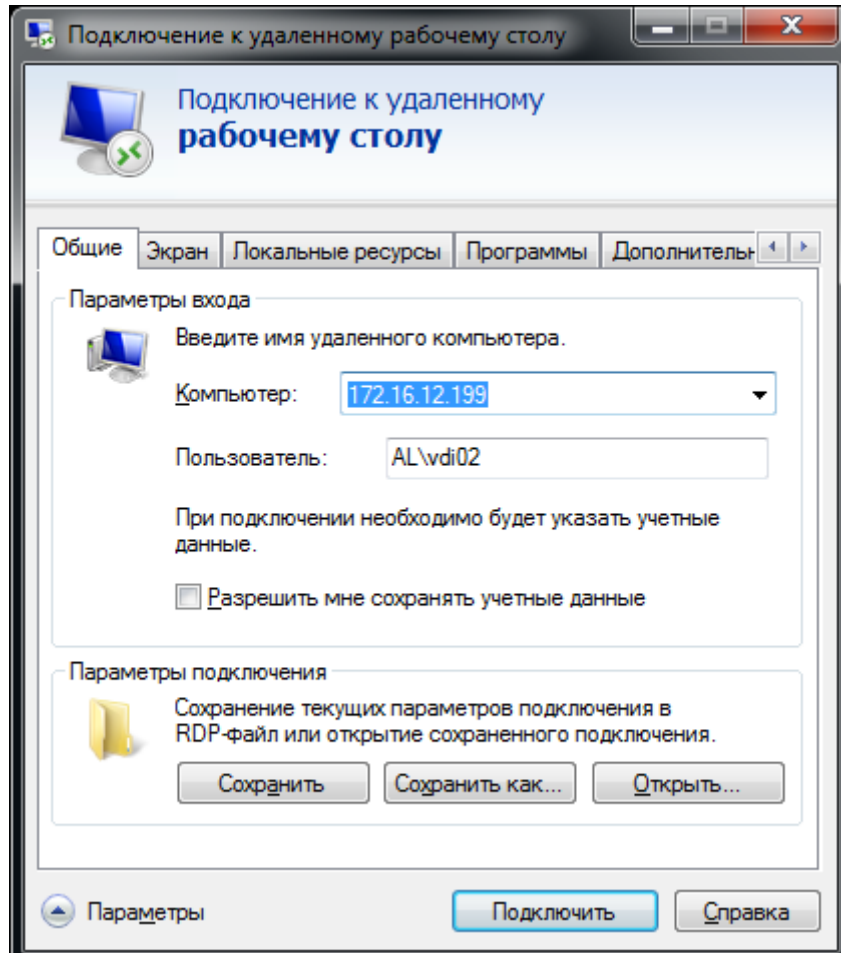 Подключение к удаленному рабочему столу
Подключение к удаленному
рабочему столу
Общие Экран Локальные ресурсы Программы Дополнительн
Параметры входа
Введите имя удаленного компьютера.
Компьютер: 172.16.12.199
Пользователь: AL\vdi02
При подключении необходимо будет указать учетные
данные.
Разрешить мне сохранять учетные данные
Параметры подключения
Сохранение текущих параметров подключения в
RDP-файл или открытие сохраненного подключения.
Сохранить Сохранить как... Открыть...
Параметры Подключить Справка